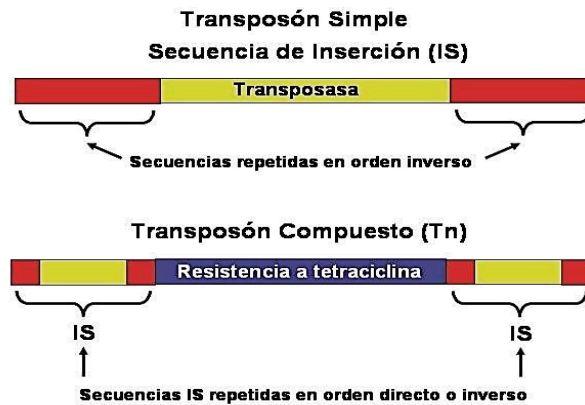 Transposón Simple
Secuencia de Inserción (IS)
Transposasa
Secuencias repetidas en orden inverso
Transposón Compuesto (Tn)
Resistencia a tetraciclina
IS IS
Secuencias IS repetidas en orden directo o inverso